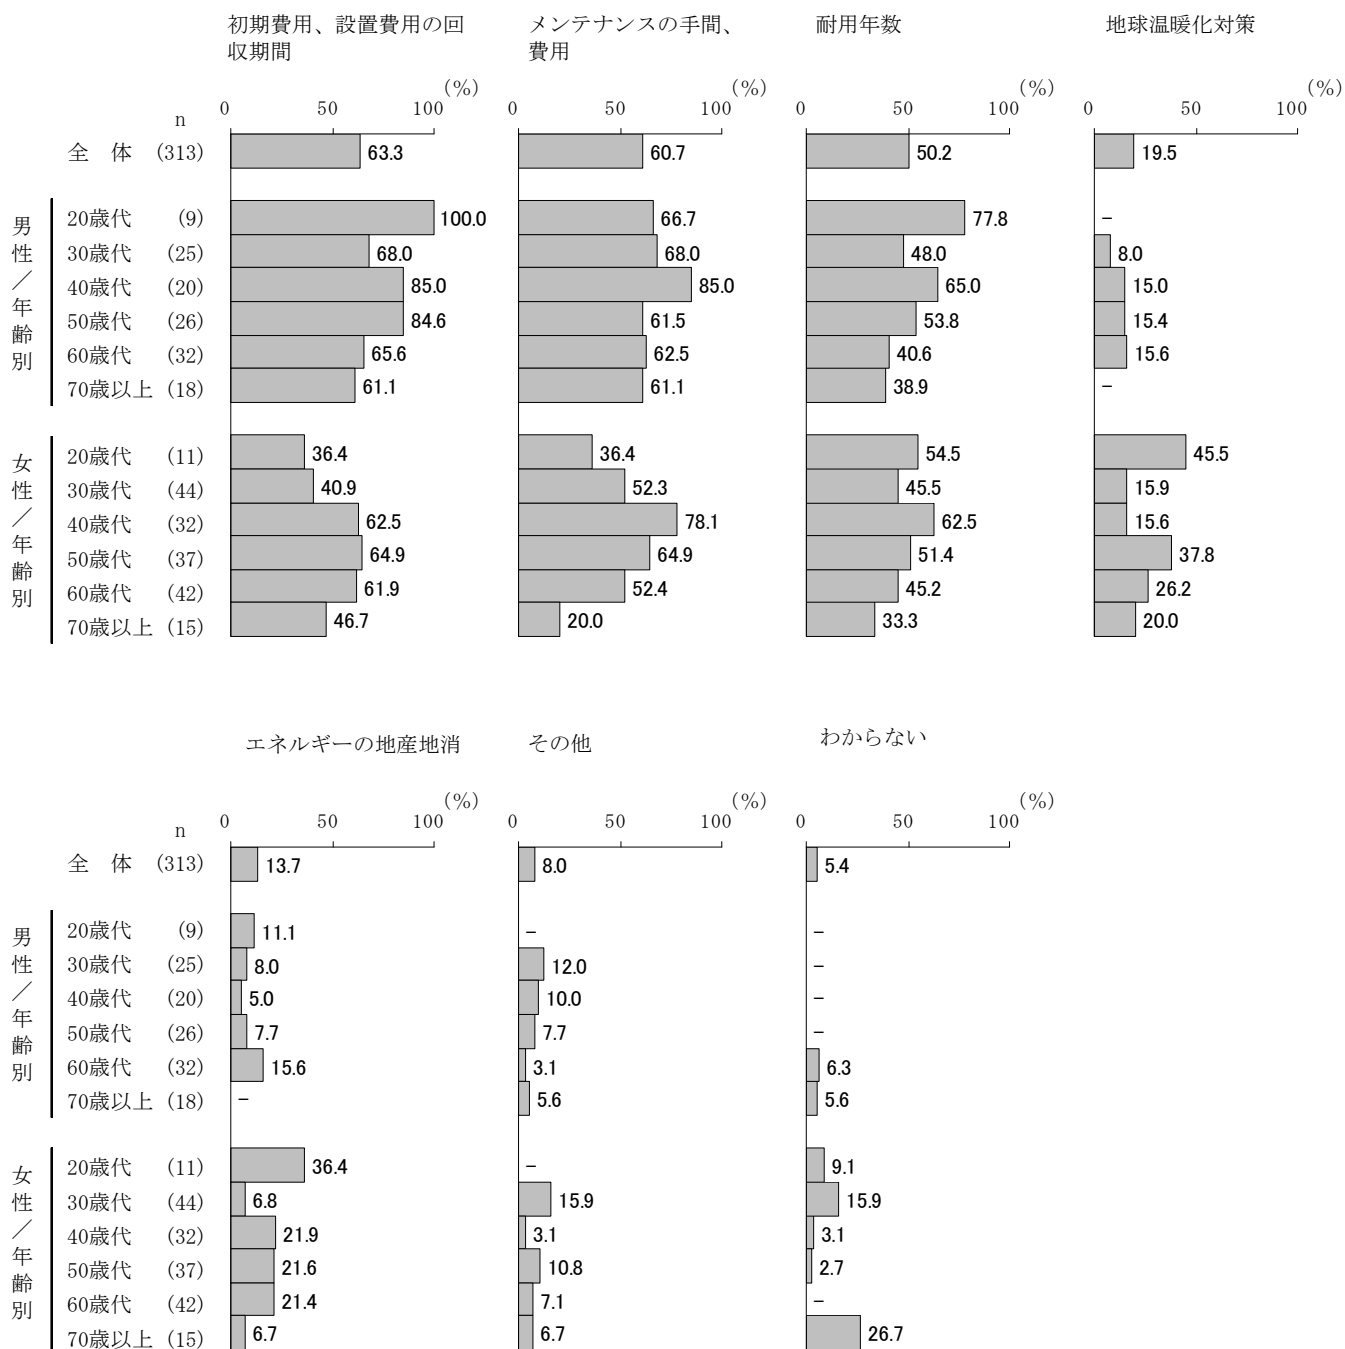 初期費用、設置費用の回
収期間
メンテナンスの手間、
費用
耐用年数
地球温暖化対策
(%) (%) (%) (%)
n 0 50 100 0 50 100 0 50 100 0 50 100
全 体 (313) 63.3 60.7 50.2 19.5
男性／年齢別
20歳代 (9) 100.0 66.7 77.8 －
30歳代 (25) 68.0 68.0 48.0 8.0
40歳代 (20) 85.0 85.0 65.0 15.0
50歳代 (26) 84.6 61.5 53.8 15.4
60歳代 (32) 65.6 62.5 40.6 15.6
70歳以上 (18) 61.1 61.1 38.9 －
女性／年齢別
20歳代 (11) 36.4 36.4 54.5 45.5
30歳代 (44) 40.9 52.3 45.5 15.9
40歳代 (32) 62.5 78.1 62.5 15.6
50歳代 (37) 64.9 64.9 51.4 37.8
60歳代 (42) 61.9 52.4 45.2 26.2
70歳以上 (15) 46.7 20.0 33.3 20.0
エネルギーの地産地消
その他
わからない
(%) (%) (%)
n 0 50 100 0 50 100 0 50 100
全 体 (313) 13.7 8.0 5.4
男性／年齢別
20歳代 (9) 11.1 － －
30歳代 (25) 8.0 12.0 －
40歳代 (20) 5.0 10.0 －
50歳代 (26) 7.7 7.7 －
60歳代 (32) 15.6 3.1 6.3
70歳以上 (18) － 5.6 5.6
女性／年齢別
20歳代 (11) 36.4 － 9.1
30歳代 (44) 6.8 15.9 15.9
40歳代 (32) 21.9 3.1 3.1
50歳代 (37) 21.6 10.8 2.7
60歳代 (42) 21.4 7.1 －
70歳以上 (15) 6.7 6.7 26.7